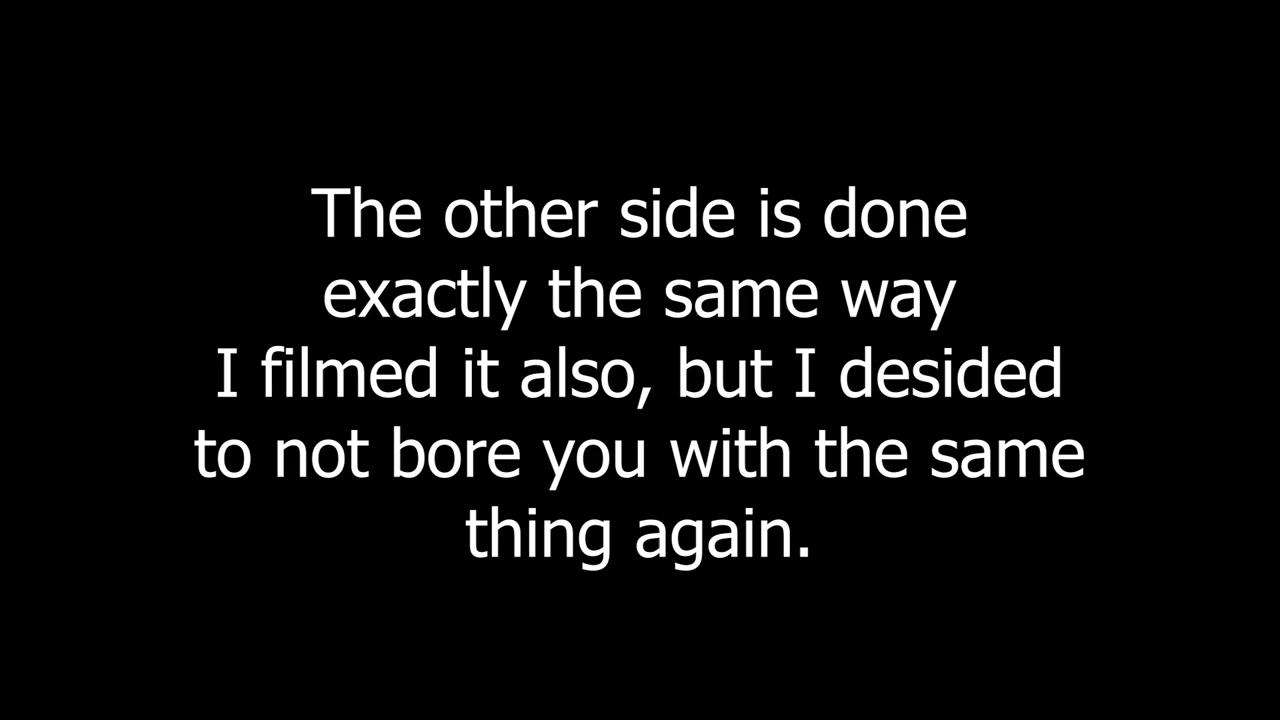 The other side is done
exactly the same way
I filmed it also, but I desided
to not bore you with the same
thing again.